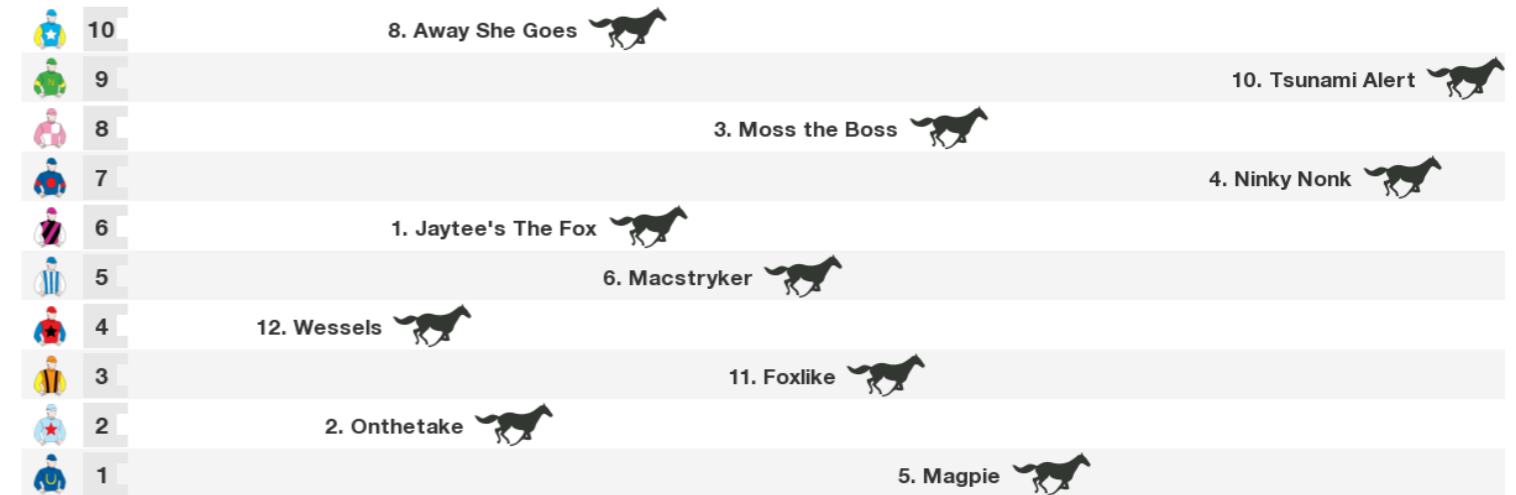 10 8. Away She Goes
9 10. Tsunami Alert
8 3. Moss the Boss
7 4. Ninky Nonk
6 1. Jaytee's The Fox
5 6. Macstryker
4 12. Wessels
3 11. Foxlike
2 2. Onthetake
1 5. Magpie